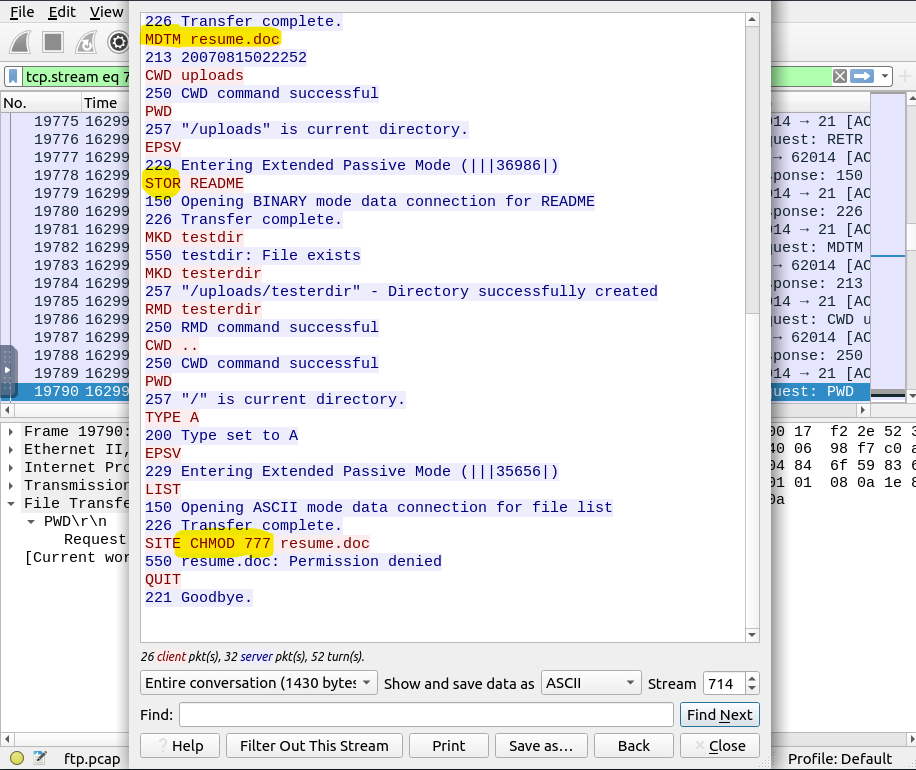 File Edit View
tcp.stream eq 7
No. Time
19775 16299
19776 16299
19777 16299
19778 16299
19779 16299
19780 16299
19781 16299
19782 16299
19783 16299
19784 16299
19785 16299
19786 16299
19787 16299
19788 16299
19789 16299
19790 16299
Frame 19790:
Ethernet II,
Internet Pro
Transmission
File Transfe
PWD\r\n
Request
[Current wor
226 Transfer complete.
MDTM resume.doc
213 20070815022252
CWD uploads
250 CWD command successful
PWD
257 "/uploads" is current directory.
EPSV
229 Entering Extended Passive Mode (|||36986|)
STOR README
150 Opening BINARY mode data connection for README
226 Transfer complete.
MKD testdir
550 testdir: File exists
MKD testerdir
257 "/uploads/testerdir" - Directory successfully created
RMD testerdir
250 RMD command successful
CWD ..
250 CWD command successful
PWD
257 "/" is current directory.
TYPE A
200 Type set to A
EPSV
229 Entering Extended Passive Mode (|||35656|)
LIST
150 Opening ASCII mode data connection for file list
226 Transfer complete.
SITE CHMOD 777 resume.doc
550 resume.doc: Permission denied
QUIT
221 Goodbye.
26 client pkt(s), 32 server pkt(s), 52 turn(s).
Entire conversation (1430 bytes Show and save data as ASCII Stream 714
Find: Find Next
Help Filter Out This Stream Print Save as… Back Close
014 → 21 [AC
quest: RETR
→ 62014 [AC
sponse: 150
014 → 21 [AC
sponse: 226
014 → 21 [AC
quest: MDTM
→ 62014 [AC
sponse: 213
014 → 21 [AC
quest: CWD u
→ 62014 [AC
sponse: 250
014 → 21 [AC
quest: PWD
00 17 f2 2e 52 3
40 06 98 f7 c0 a
04 84 6f 59 83 6
01 01 08 0a 1e 8
0a
ftp.pcap
Profile: Default